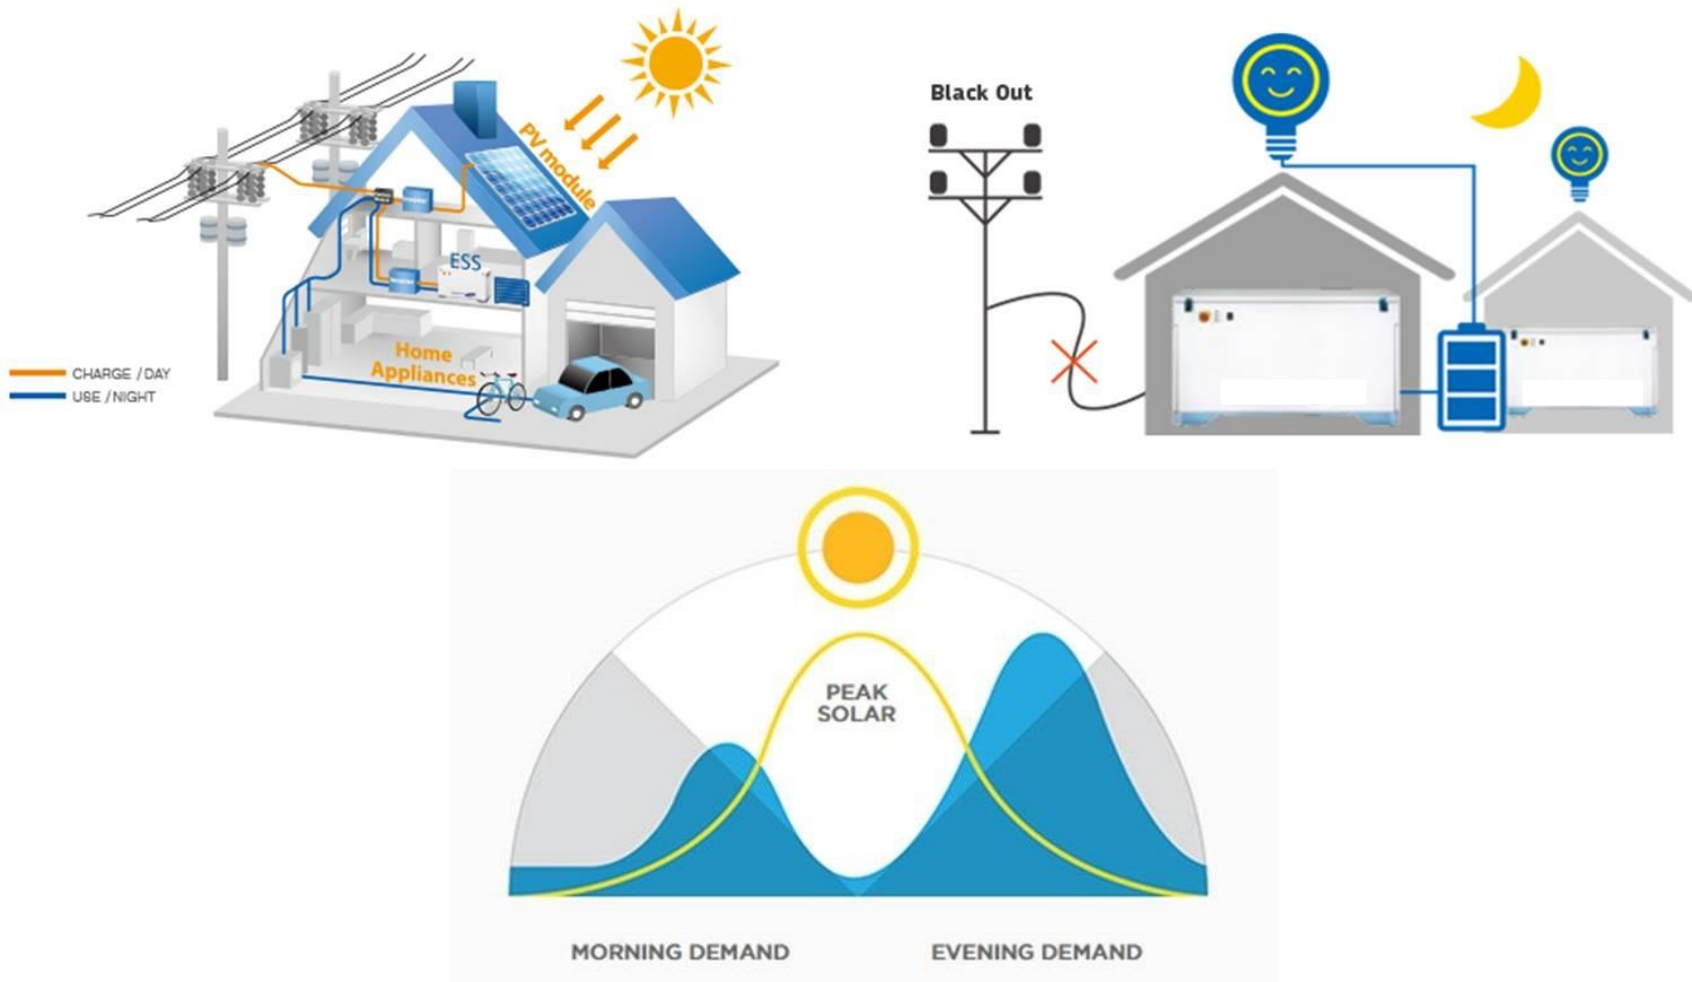 PV module
ESS
Home
Appliances
CHARGE / DAY
USE / NIGHT
Black Out
PEAK
SOLAR
MORNING DEMAND
EVENING DEMAND